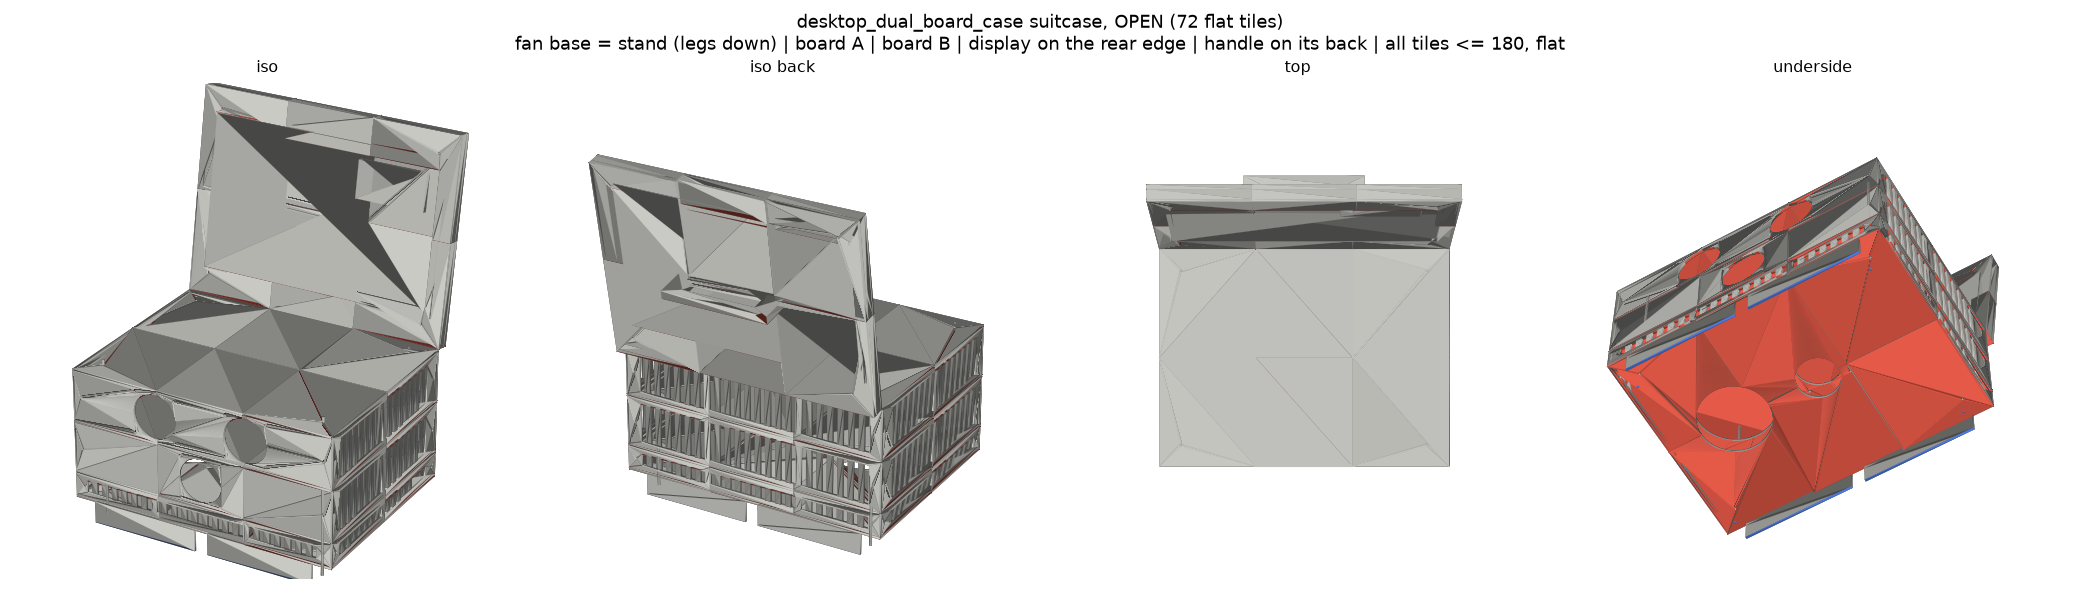 desktop_dual_board_case suitcase, OPEN (72 flat tiles)
fan base = stand (legs down) | board A | board B | display on the rear edge | handle on its back | all tiles <= 180, flat
iso
iso back
top
underside